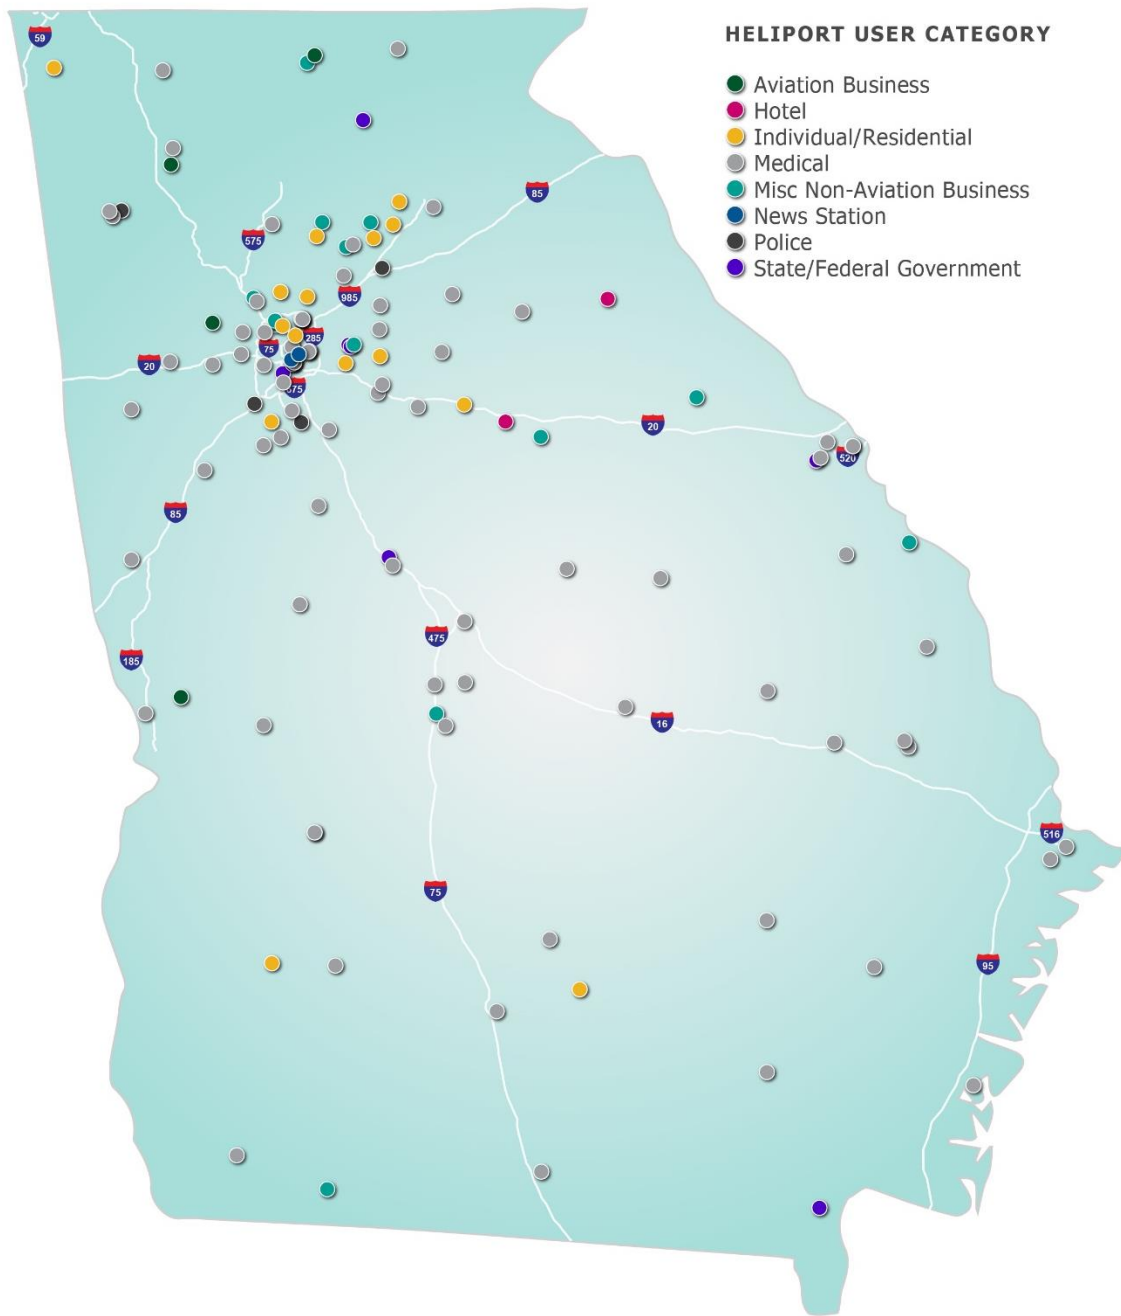 HELIPORT USER CATEGORY
Aviation Business
Hotel
Individual/Residential
Medical
Misc Non-Aviation Business
News Station
Police
State/Federal Government
59
85
575
985
285
75
20
675
20
520
85
475
185
16
516
75
95